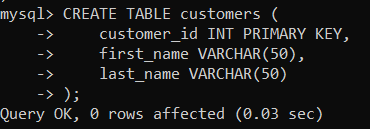 mysql> CREATE TABLE customers (
    ->     customer_id INT PRIMARY KEY,
    ->     first_name VARCHAR(50),
    ->     last_name VARCHAR(50)
    -> );
Query OK, 0 rows affected (0.03 sec)